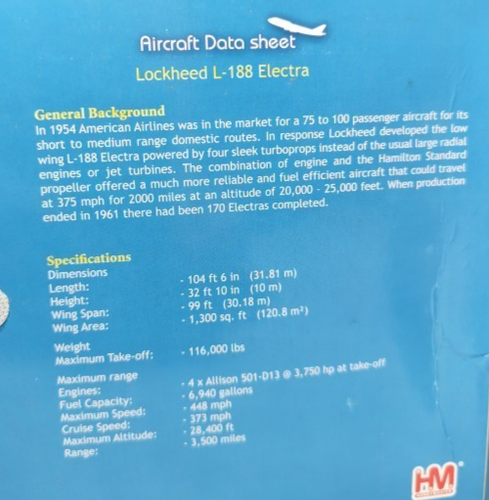 Aircraft Data sheet
Lockheed L-188 Electra
General Background
In 1954 American Airlines was in the market for a 75 to 100 passenger aircraft for its
short to medium range domestic routes. In response Lockheed developed the low
wing L-188 Electra powered by four sleek turboprops instead of the usual large radial
engines or jet turbines. The combination of engine and the Hamilton Standard
propeller offered a much more reliable and fuel efficient aircraft that could travel
at 375 mph for 2000 miles at an altitude of 20,000 - 25,000 feet. When production
ended in 1961 there had been 170 Electras completed.
Specifications
Dimensions
Length: - 104 ft 6 in (31.81 m)
Height: - 32 ft 10 in (10 m)
Wing Span: - 99 ft (30.18 m)
Wing Area: - 1,300 sq. ft (120.8 m²)
Weight
Maximum Take-off: - 116,000 lbs
Maximum range
Engines: - 4 x Allison 501-D13 @ 3,750 hp at take-off
Fuel Capacity: - 6,940 gallons
Maximum Speed: - 448 mph
Cruise Speed: - 373 mph
Maximum Altitude: - 28,400 ft
Range: - 3,500 miles
HM